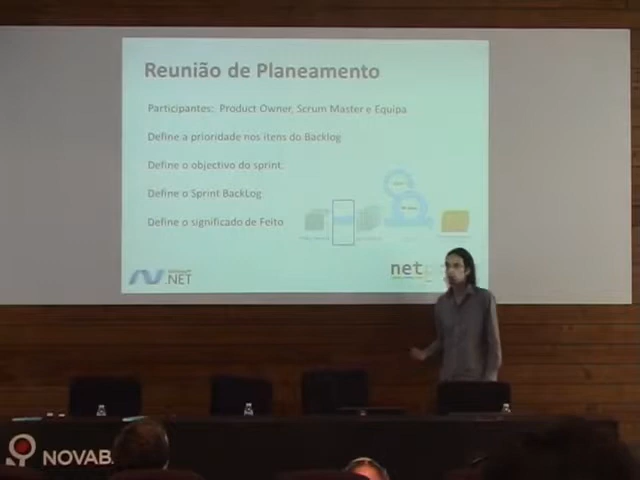 Reunião de Planeamento
Participantes: Product Owner, Scrum Master e Equipa
Define a prioridade nos itens do Backlog
Define o objectivo do sprint.
Define o Sprint BackLog
Define o significado de Feito
.NET
net
NOVAB